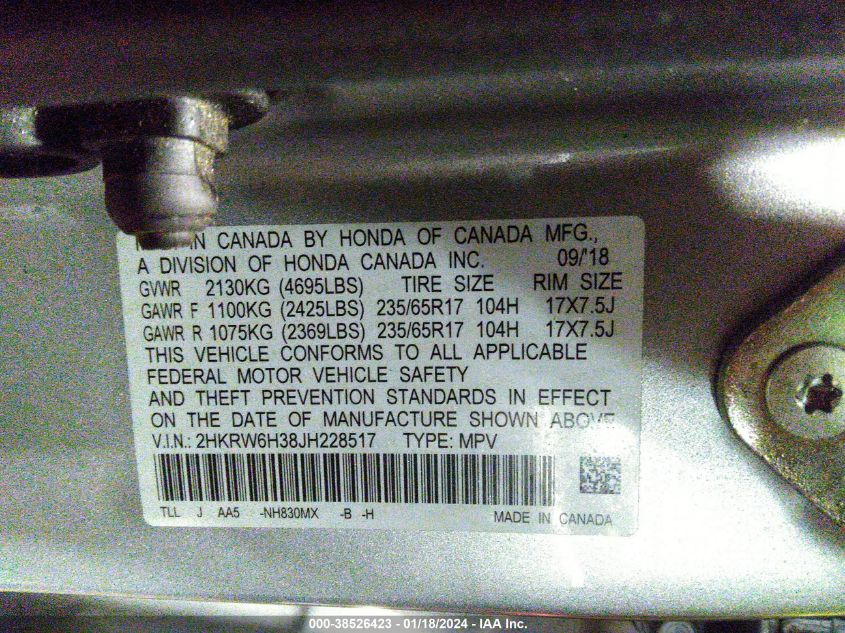 IN CANADA BY HONDA OF CANADA MFG.,
A DIVISION OF HONDA CANADA INC. 09/'18
GVWR 2130KG (4695LBS) TIRE SIZE RIM SIZE
GAWR F 1100KG (2425LBS) 235/65R17 104H 17X7.5J
GAWR R 1075KG (2369LBS) 235/65R17 104H 17X7.5J
THIS VEHICLE CONFORMS TO ALL APPLICABLE
FEDERAL MOTOR VEHICLE SAFETY
AND THEFT PREVENTION STANDARDS IN EFFECT
ON THE DATE OF MANUFACTURE SHOWN ABOVE
V.I.N.: 2HKRW6H38JH228517 TYPE: MPV
TLL J AA5 -NH830MX -B -H MADE IN CANADA
000-38526423 - 01/18/2024 - IAA Inc.